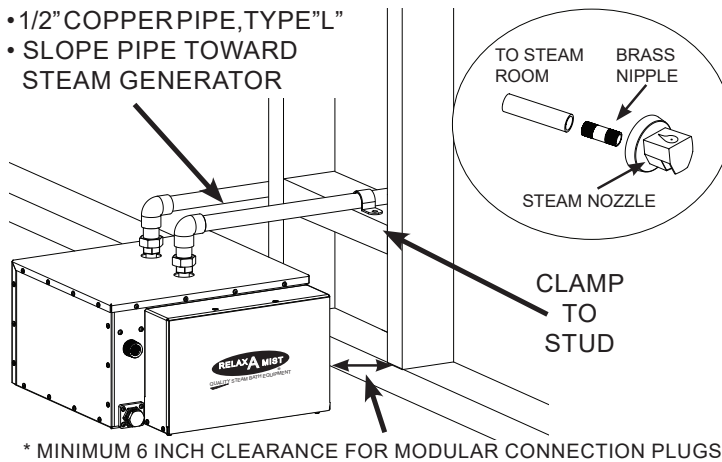 • 1/2" COPPER PIPE, TYPE "L"
• SLOPE PIPE TOWARD
STEAM GENERATOR
TO STEAM
ROOM
BRASS
NIPPLE
STEAM NOZZLE
CLAMP
TO
STUD
RELAX A MIST
QUALITY STEAM BATH EQUIPMENT
* MINIMUM 6 INCH CLEARANCE FOR MODULAR CONNECTION PLUGS